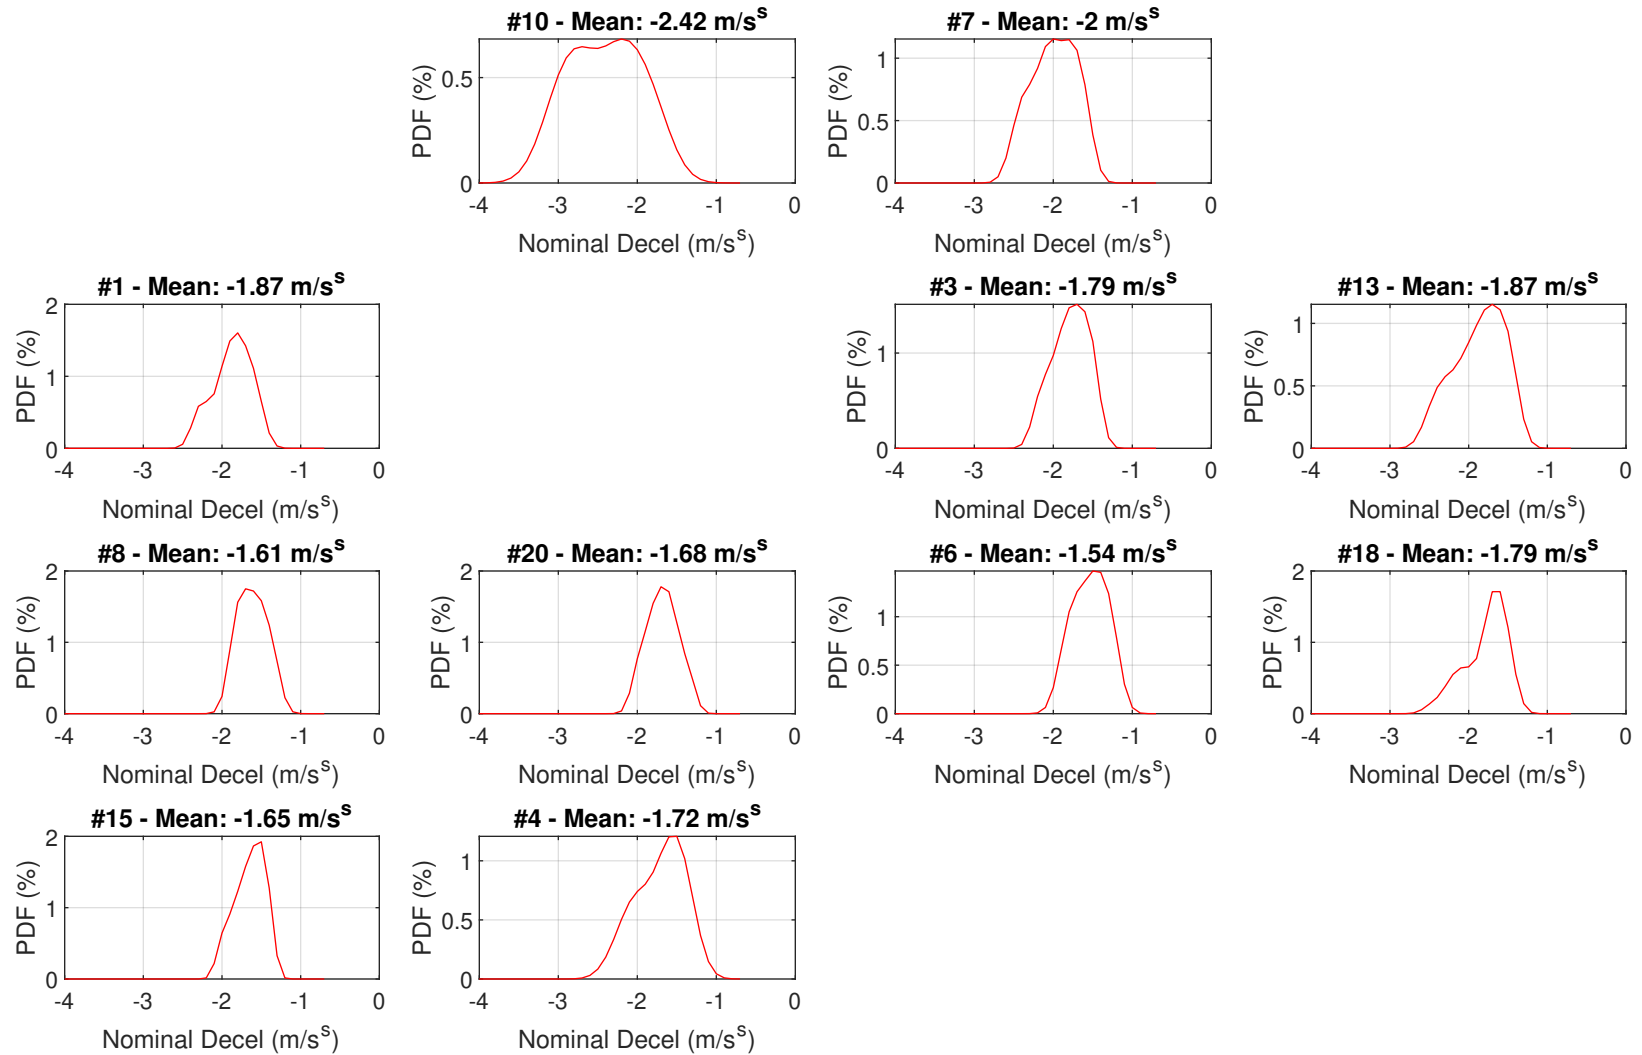 #10 - Mean: -2.42 m/s^s
PDF (%)
0.5
0
-4 -3 -2 -1 0
Nominal Decel (m/s^s)
#7 - Mean: -2 m/s^s
PDF (%)
1
0.5
0
-4 -3 -2 -1 0
Nominal Decel (m/s^s)
#1 - Mean: -1.87 m/s^s
PDF (%)
2
1
0
-4 -3 -2 -1 0
Nominal Decel (m/s^s)
#3 - Mean: -1.79 m/s^s
PDF (%)
1
0
-4 -3 -2 -1 0
Nominal Decel (m/s^s)
#13 - Mean: -1.87 m/s^s
PDF (%)
1
0.5
0
-4 -3 -2 -1 0
Nominal Decel (m/s^s)
#8 - Mean: -1.61 m/s^s
PDF (%)
2
1
0
-4 -3 -2 -1 0
Nominal Decel (m/s^s)
#20 - Mean: -1.68 m/s^s
PDF (%)
2
1
0
-4 -3 -2 -1 0
Nominal Decel (m/s^s)
#6 - Mean: -1.54 m/s^s
PDF (%)
1
0.5
0
-4 -3 -2 -1 0
Nominal Decel (m/s^s)
#18 - Mean: -1.79 m/s^s
PDF (%)
2
1
0
-4 -3 -2 -1 0
Nominal Decel (m/s^s)
#15 - Mean: -1.65 m/s^s
PDF (%)
2
1
0
-4 -3 -2 -1 0
Nominal Decel (m/s^s)
#4 - Mean: -1.72 m/s^s
PDF (%)
1
0.5
0
-4 -3 -2 -1 0
Nominal Decel (m/s^s)